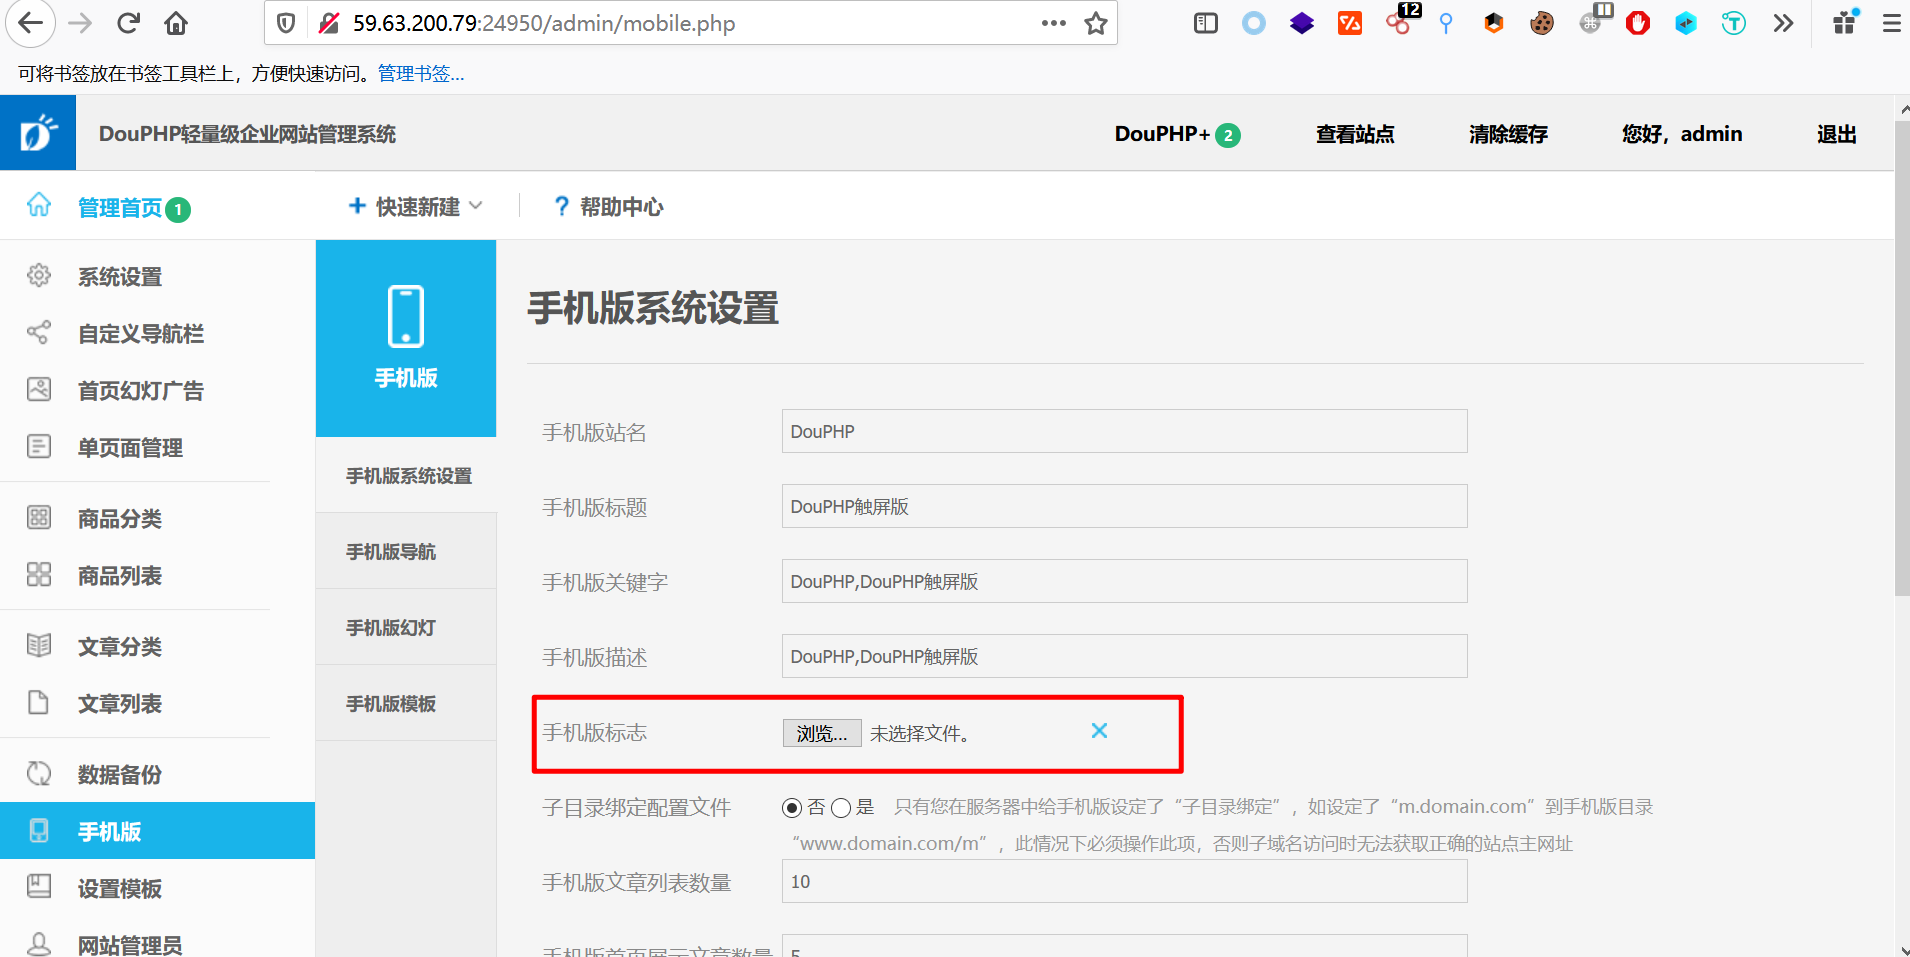 59.63.200.79:24950/admin/mobile.php
12
可将书签放在书签工具栏上，方便快速访问。管理书签...
DouPHP轻量级企业网站管理系统
DouPHP+ 2
查看站点
清除缓存
您好，admin
退出
管理首页 1
快速新建
? 帮助中心
系统设置
自定义导航栏
首页幻灯广告
单页面管理
商品分类
商品列表
文章分类
文章列表
数据备份
手机版
设置模板
网站管理员
手机版
手机版系统设置
手机版导航
手机版幻灯
手机版模板
手机版系统设置
手机版站名 DouPHP
手机版标题 DouPHP触屏版
手机版关键字 DouPHP,DouPHP触屏版
手机版描述 DouPHP,DouPHP触屏版
手机版标志 浏览... 未选择文件。
子目录绑定配置文件 否 是 只有您在服务器中给手机版设定了“子目录绑定”，如设定了“m.domain.com”到手机版目录
“www.domain.com/m”，此情况下必须操作此项，否则子域名访问时无法获取正确的站点主网址
手机版文章列表数量 10
手机版首页展示文章数量 5